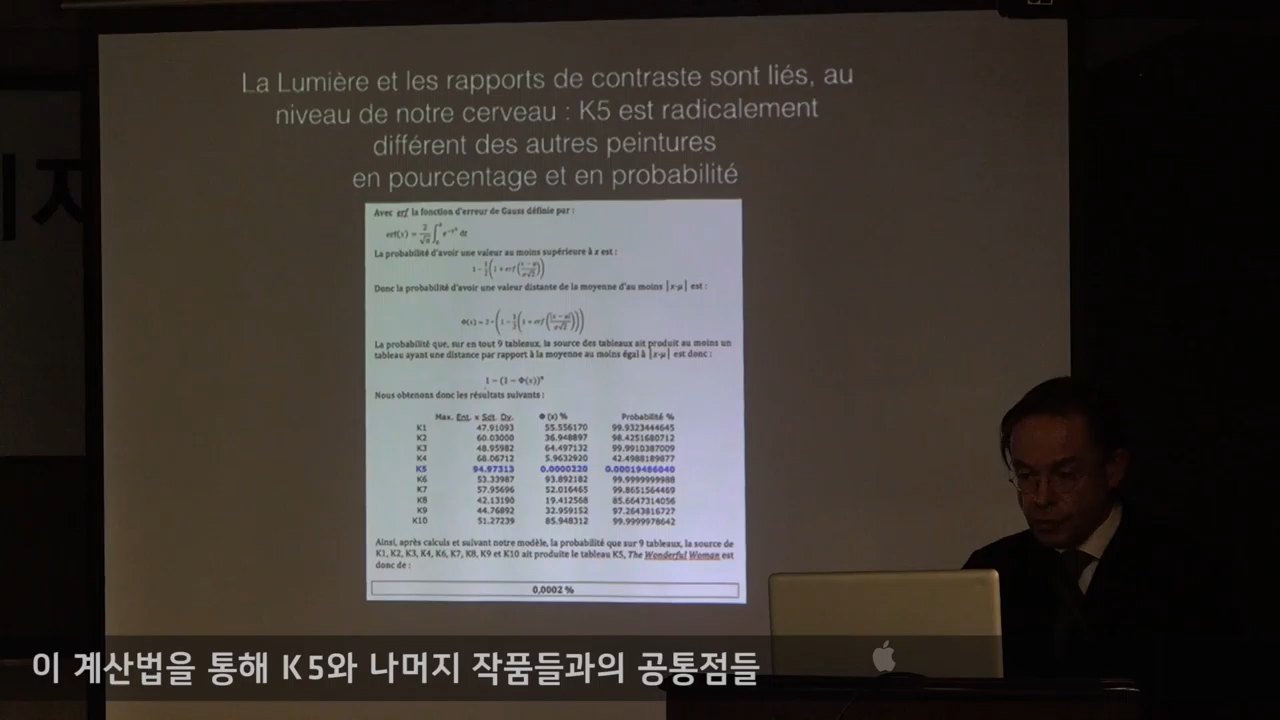 La Lumière et les rapports de contraste sont liés, au
niveau de notre cerveau : K5 est radicalement
différent des autres peintures
en pourcentage et en probabilité
Avec erf la fonction d'erreur de Gauss définie par :
La probabilité d'avoir une valeur au moins supérieure à x est :
Donc la probabilité d'avoir une valeur distante de la moyenne d'au moins |x-μ| est :
La probabilité que, sur en tout 9 tableaux, la source des tableaux ait produit au moins un
tableau ayant une distance par rapport à la moyenne au moins égal à |x-μ| est donc :
1 − (1 − Φ(x))ⁿ
Nous obtenons donc les résultats suivants :
Max. Ent. x Sct. Dv. Φ (x) % Probabilité %
K1 47.91093 55.556170 99.9323444645
K2 60.03000 36.948897 98.4251680712
K3 48.95982 64.497132 99.9910387009
K4 68.06712 5.9632920 42.4988189877
K5 94.97313 0.0000220 0.00019486040
K6 53.33987 93.892182 99.9999999988
K7 57.95696 52.016465 99.8651564469
K8 42.13190 19.412568 85.6647314056
K9 44.76892 32.959152 97.2643816727
K10 51.27239 85.948312 99.9999978642
Ainsi, après calculs et suivant notre modèle, la probabilité que sur 9 tableaux, la source de
K1, K2, K3, K4, K6, K7, K8, K9 et K10 ait produite le tableau K5, The Wonderful Woman est
donc de :
0,0002 %
이 계산법을 통해 K5와 나머지 작품들과의 공통점들